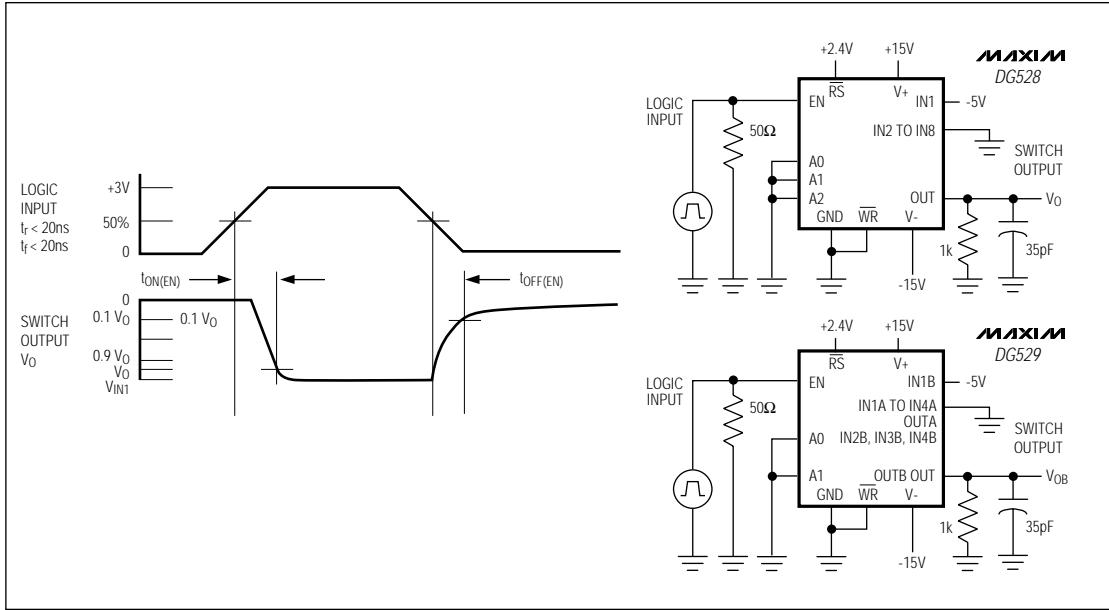 LOGIC
INPUT
tr < 20ns
tf < 20ns
+3V
50%
0
tON(EN)
tOFF(EN)
SWITCH
OUTPUT
VO
0
0.1 VO
0.1 VO
0.9 VO
VO
VIN1
+2.4V
+15V
MAXIM
DG528
LOGIC
INPUT
50Ω
EN
RS
V+
IN1
-5V
IN2 TO IN8
SWITCH
OUTPUT
A0
A1
A2
OUT
VO
GND
WR
V-
1k
35pF
-15V
+2.4V
+15V
MAXIM
DG529
LOGIC
INPUT
50Ω
EN
RS
V+
IN1B
-5V
IN1A TO IN4A
OUTA
IN2B, IN3B, IN4B
SWITCH
OUTPUT
A0
A1
OUTB OUT
VOB
GND
WR
V-
1k
35pF
-15V